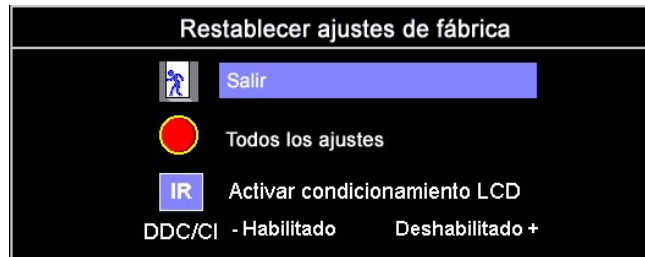 Restablecer ajustes de fábrica
Salir
Todos los ajustes
IR Activar condicionamiento LCD
DDC/CI - Habilitado Deshabilitado +